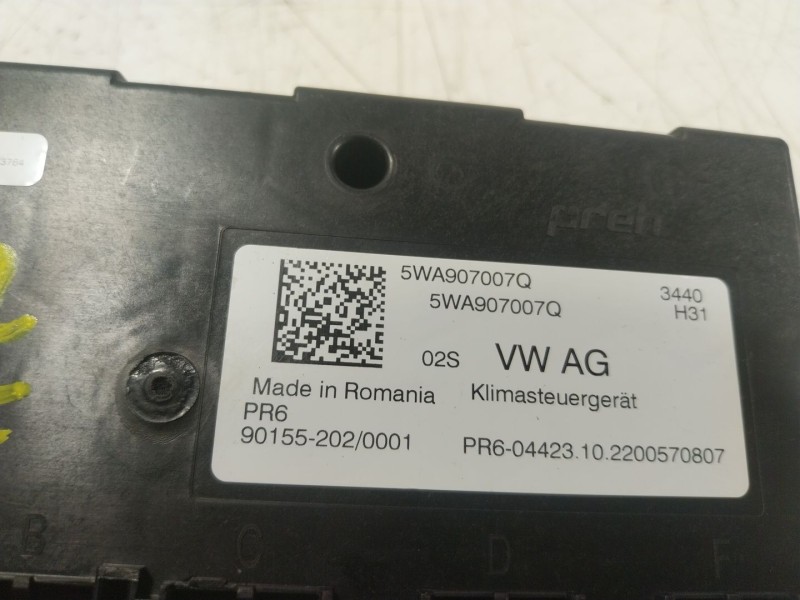 3764
preh
5WA907007Q
5WA907007Q
3440
H31
02S VW AG
Made in Romania Klimasteuergerät
PR6
90155-202/0001 PR6-04423.10.2200570807
B C D F